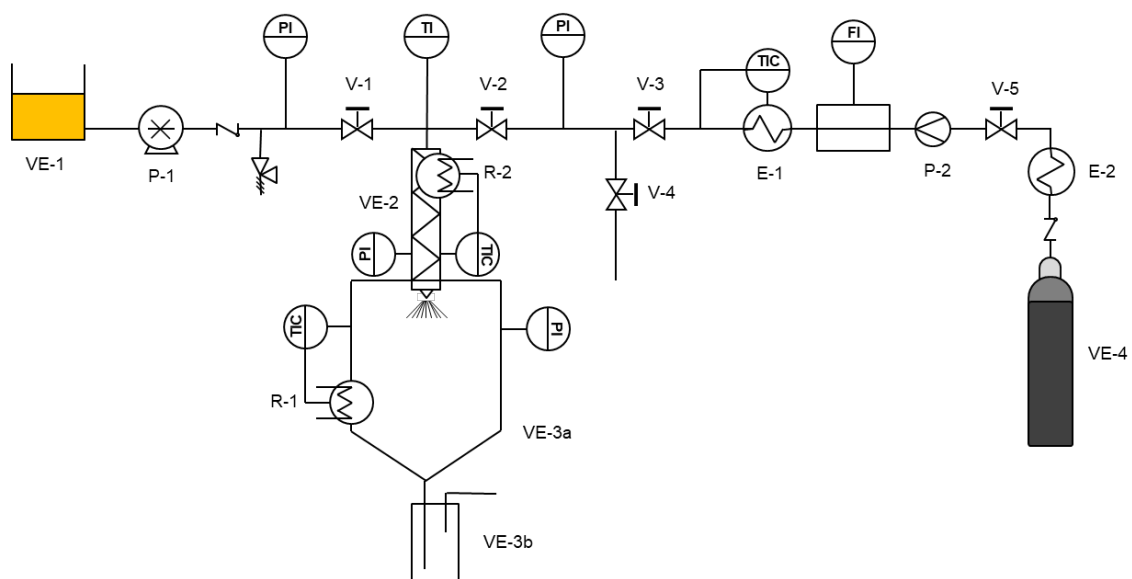 PI
TI
PI
FI
TIC
V-1
V-2
V-3
V-5
VE-1
P-1
R-2
E-1
P-2
E-2
VE-2
V-4
PI
TIC
TIC
PI
VE-4
R-1
VE-3a
VE-3b